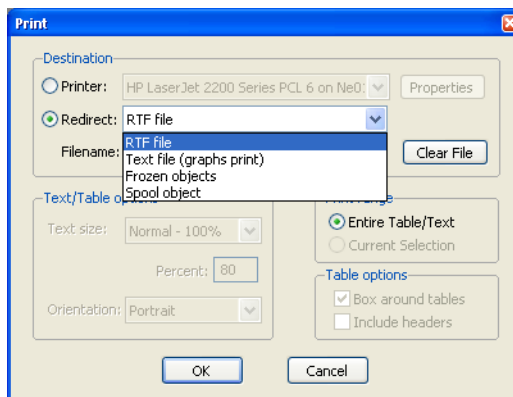 Print
Destination
Printer:
HP LaserJet 2200 Series PCL 6 on Ne0
Properties
Redirect:
RTF file
RTF file
Text file (graphs print)
Frozen objects
Spool object
Filename:
Clear File
Text/Table
Text size:
Normal - 100%
Percent:
80
Orientation:
Portrait
range
Entire Table/Text
Current Selection
Table options
Box around tables
Include headers
OK
Cancel